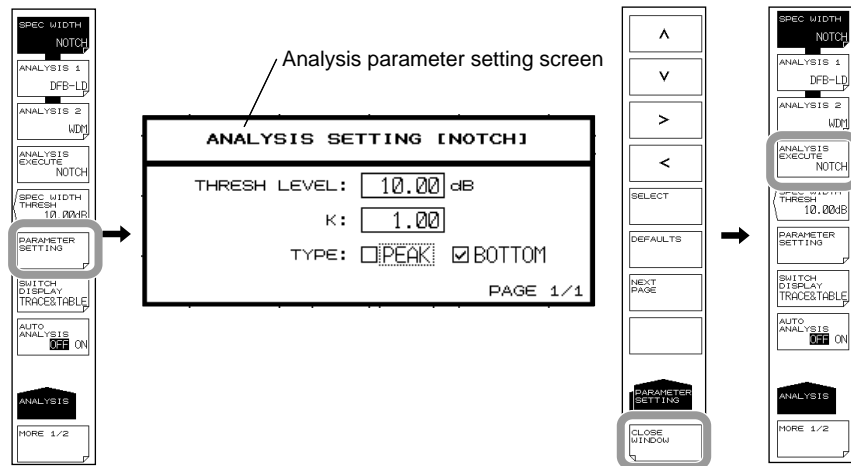 SPEC WIDTH
NOTCH
ANALYSIS 1
DFB-LD
ANALYSIS 2
WDM
ANALYSIS
EXECUTE
NOTCH
SPEC WIDTH
THRESH
10.00dB
PARAMETER
SETTING
SWITCH
DISPLAY
TRACE&TABLE
AUTO
ANALYSIS
OFF ON
ANALYSIS
MORE 1/2
Analysis parameter setting screen
ANALYSIS SETTING [NOTCH]
THRESH LEVEL: 10.00 dB
K: 1.00
TYPE: PEAK BOTTOM
PAGE 1/1
SELECT
DEFAULTS
NEXT
PAGE
PARAMETER
SETTING
CLOSE
WINDOW
SPEC WIDTH
NOTCH
ANALYSIS 1
DFB-LD
ANALYSIS 2
WDM
ANALYSIS
EXECUTE
NOTCH
SPEC WIDTH
THRESH
10.00dB
PARAMETER
SETTING
SWITCH
DISPLAY
TRACE&TABLE
AUTO
ANALYSIS
OFF ON
ANALYSIS
MORE 1/2